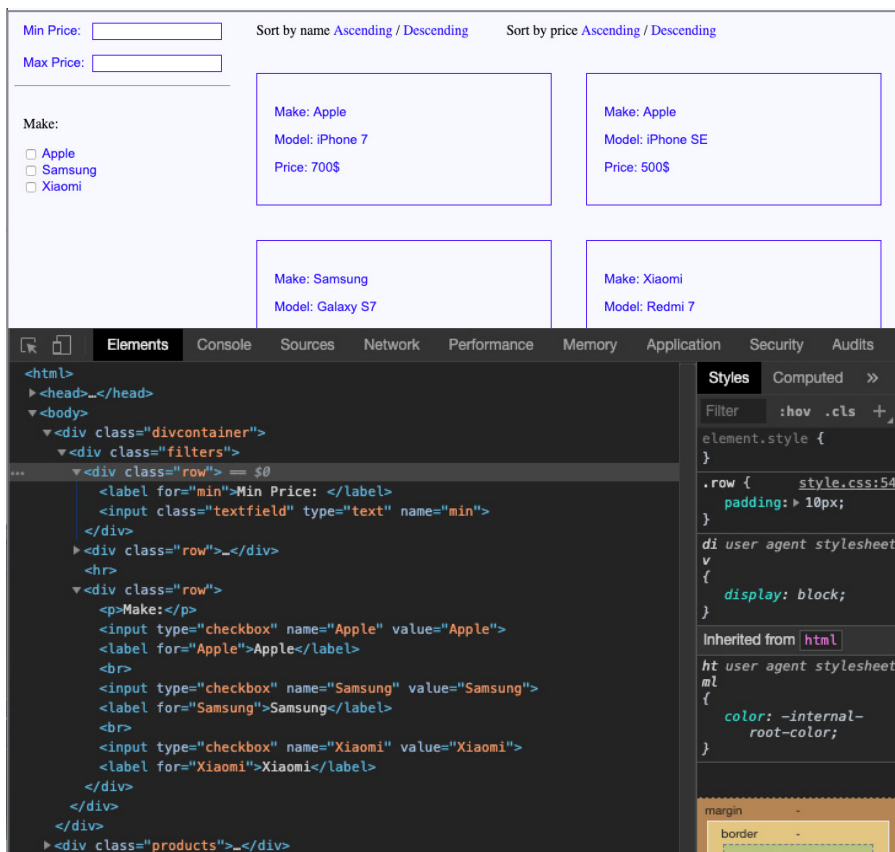 Min Price:
Max Price:
Make:
Apple
Samsung
Xiaomi
Sort by name Ascending / Descending
Sort by price Ascending / Descending
Make: Apple
Model: iPhone 7
Price: 700$
Make: Apple
Model: iPhone SE
Price: 500$
Make: Samsung
Model: Galaxy S7
Make: Xiaomi
Model: Redmi 7
Elements Console Sources Network Performance Memory Application Security Audits
<html>
▶<head>…</head>
▼<body>
▼<div class="divcontainer">
▼<div class="filters">
… ▼<div class="row"> == $0
<label for="min">Min Price: </label>
<input class="textfield" type="text" name="min">
</div>
▶<div class="row">…</div>
<hr>
▼<div class="row">
<p>Make:</p>
<input type="checkbox" name="Apple" value="Apple">
<label for="Apple">Apple</label>
<br>
<input type="checkbox" name="Samsung" value="Samsung">
<label for="Samsung">Samsung</label>
<br>
<input type="checkbox" name="Xiaomi" value="Xiaomi">
<label for="Xiaomi">Xiaomi</label>
</div>
</div>
</div>
▶<div class="products">…</div>
Styles Computed »
Filter :hov .cls +
element.style {
}
.row { style.css:54
padding: ▶ 10px;
}
di user agent stylesheet
v
{
display: block;
}
Inherited from html
ht user agent stylesheet
ml
{
color: -internal-
root-color;
}
margin -
border -